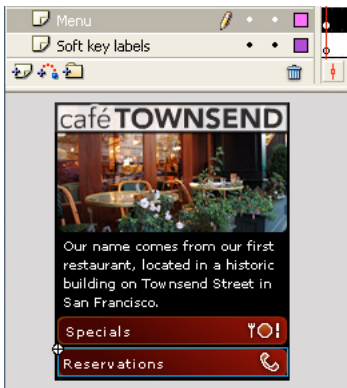 Menu
Soft key labels
café TOWNSEND
Our name comes from our first
restaurant, located in a historic
building on Townsend Street in
San Francisco.
Specials
Reservations